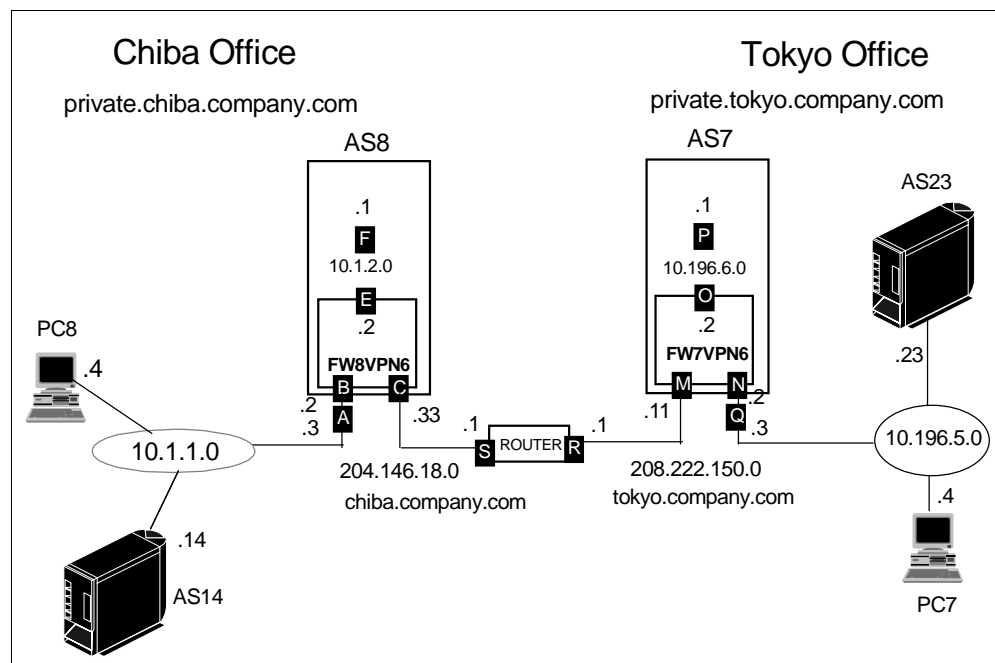 Chiba Office
Tokyo Office
private.chiba.company.com
private.tokyo.company.com
AS8
AS7
AS23
.1
F
10.1.2.0
E
.2
FW8VPN6
B
C
.2
A
.3
.33
.1
P
10.196.6.0
O
.2
FW7VPN6
M
N
.11
.2
Q
.3
PC8
.4
.23
10.1.1.0
.1
S
ROUTER
R
.1
10.196.5.0
204.146.18.0
chiba.company.com
208.222.150.0
tokyo.company.com
.4
.14
AS14
PC7